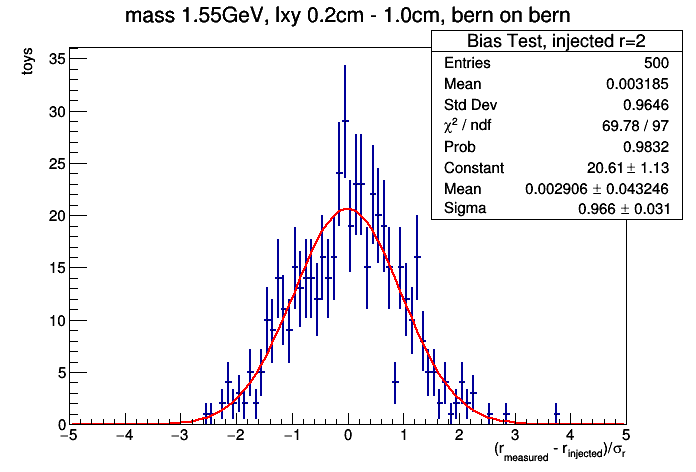 mass 1.55GeV, lxy 0.2cm - 1.0cm, bern on bern
Bias Test, injected r=2
Entries 500
Mean 0.003185
Std Dev 0.9646
χ² / ndf 69.78 / 97
Prob 0.9832
Constant 20.61 ± 1.13
Mean 0.002906 ± 0.043246
Sigma 0.966 ± 0.031
toys
35
30
25
20
15
10
5
0
−5 −4 −3 −2 −1 0 1 2 3 4 5
(r_measured - r_injected)/σ_r